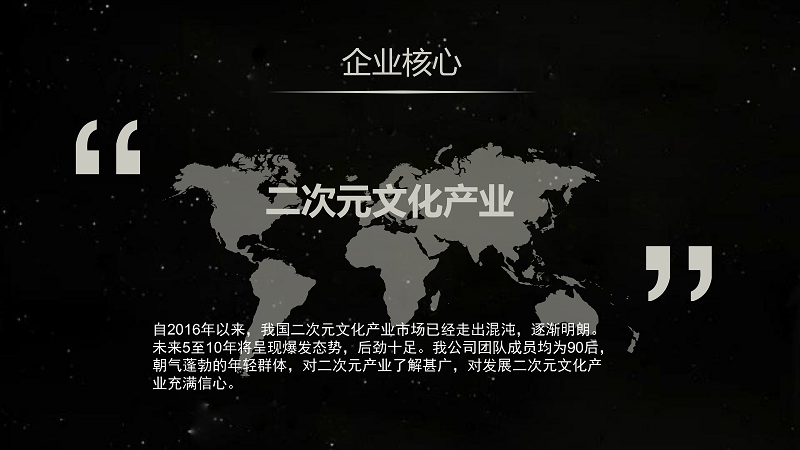 企业核心
“
二次元文化产业
”
自2016年以来，我国二次元文化产业市场已经走出混沌，逐渐明朗。
未来5至10年将呈现爆发态势，后劲十足。我公司团队成员均为90后，
朝气蓬勃的年轻群体，对二次元产业了解甚广，对发展二次元文化产
业充满信心。